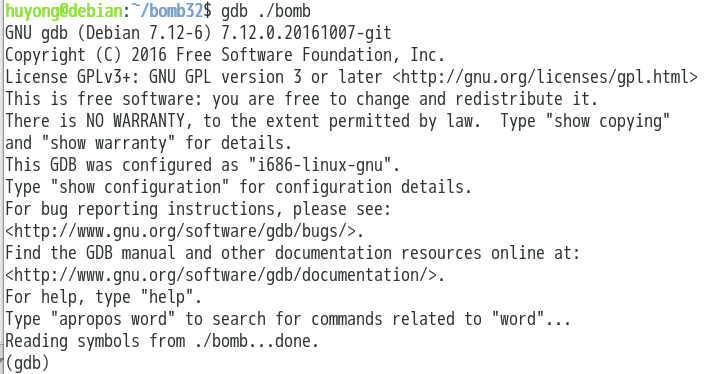 huyong@debian:~/bomb32$ gdb ./bomb
GNU gdb (Debian 7.12-6) 7.12.0.20161007-git
Copyright (C) 2016 Free Software Foundation, Inc.
License GPLv3+: GNU GPL version 3 or later <http://gnu.org/licenses/gpl.html>
This is free software: you are free to change and redistribute it.
There is NO WARRANTY, to the extent permitted by law.  Type "show copying"
and "show warranty" for details.
This GDB was configured as "i686-linux-gnu".
Type "show configuration" for configuration details.
For bug reporting instructions, please see:
<http://www.gnu.org/software/gdb/bugs/>.
Find the GDB manual and other documentation resources online at:
<http://www.gnu.org/software/gdb/documentation/>.
For help, type "help".
Type "apropos word" to search for commands related to "word"...
Reading symbols from ./bomb...done.
(gdb)